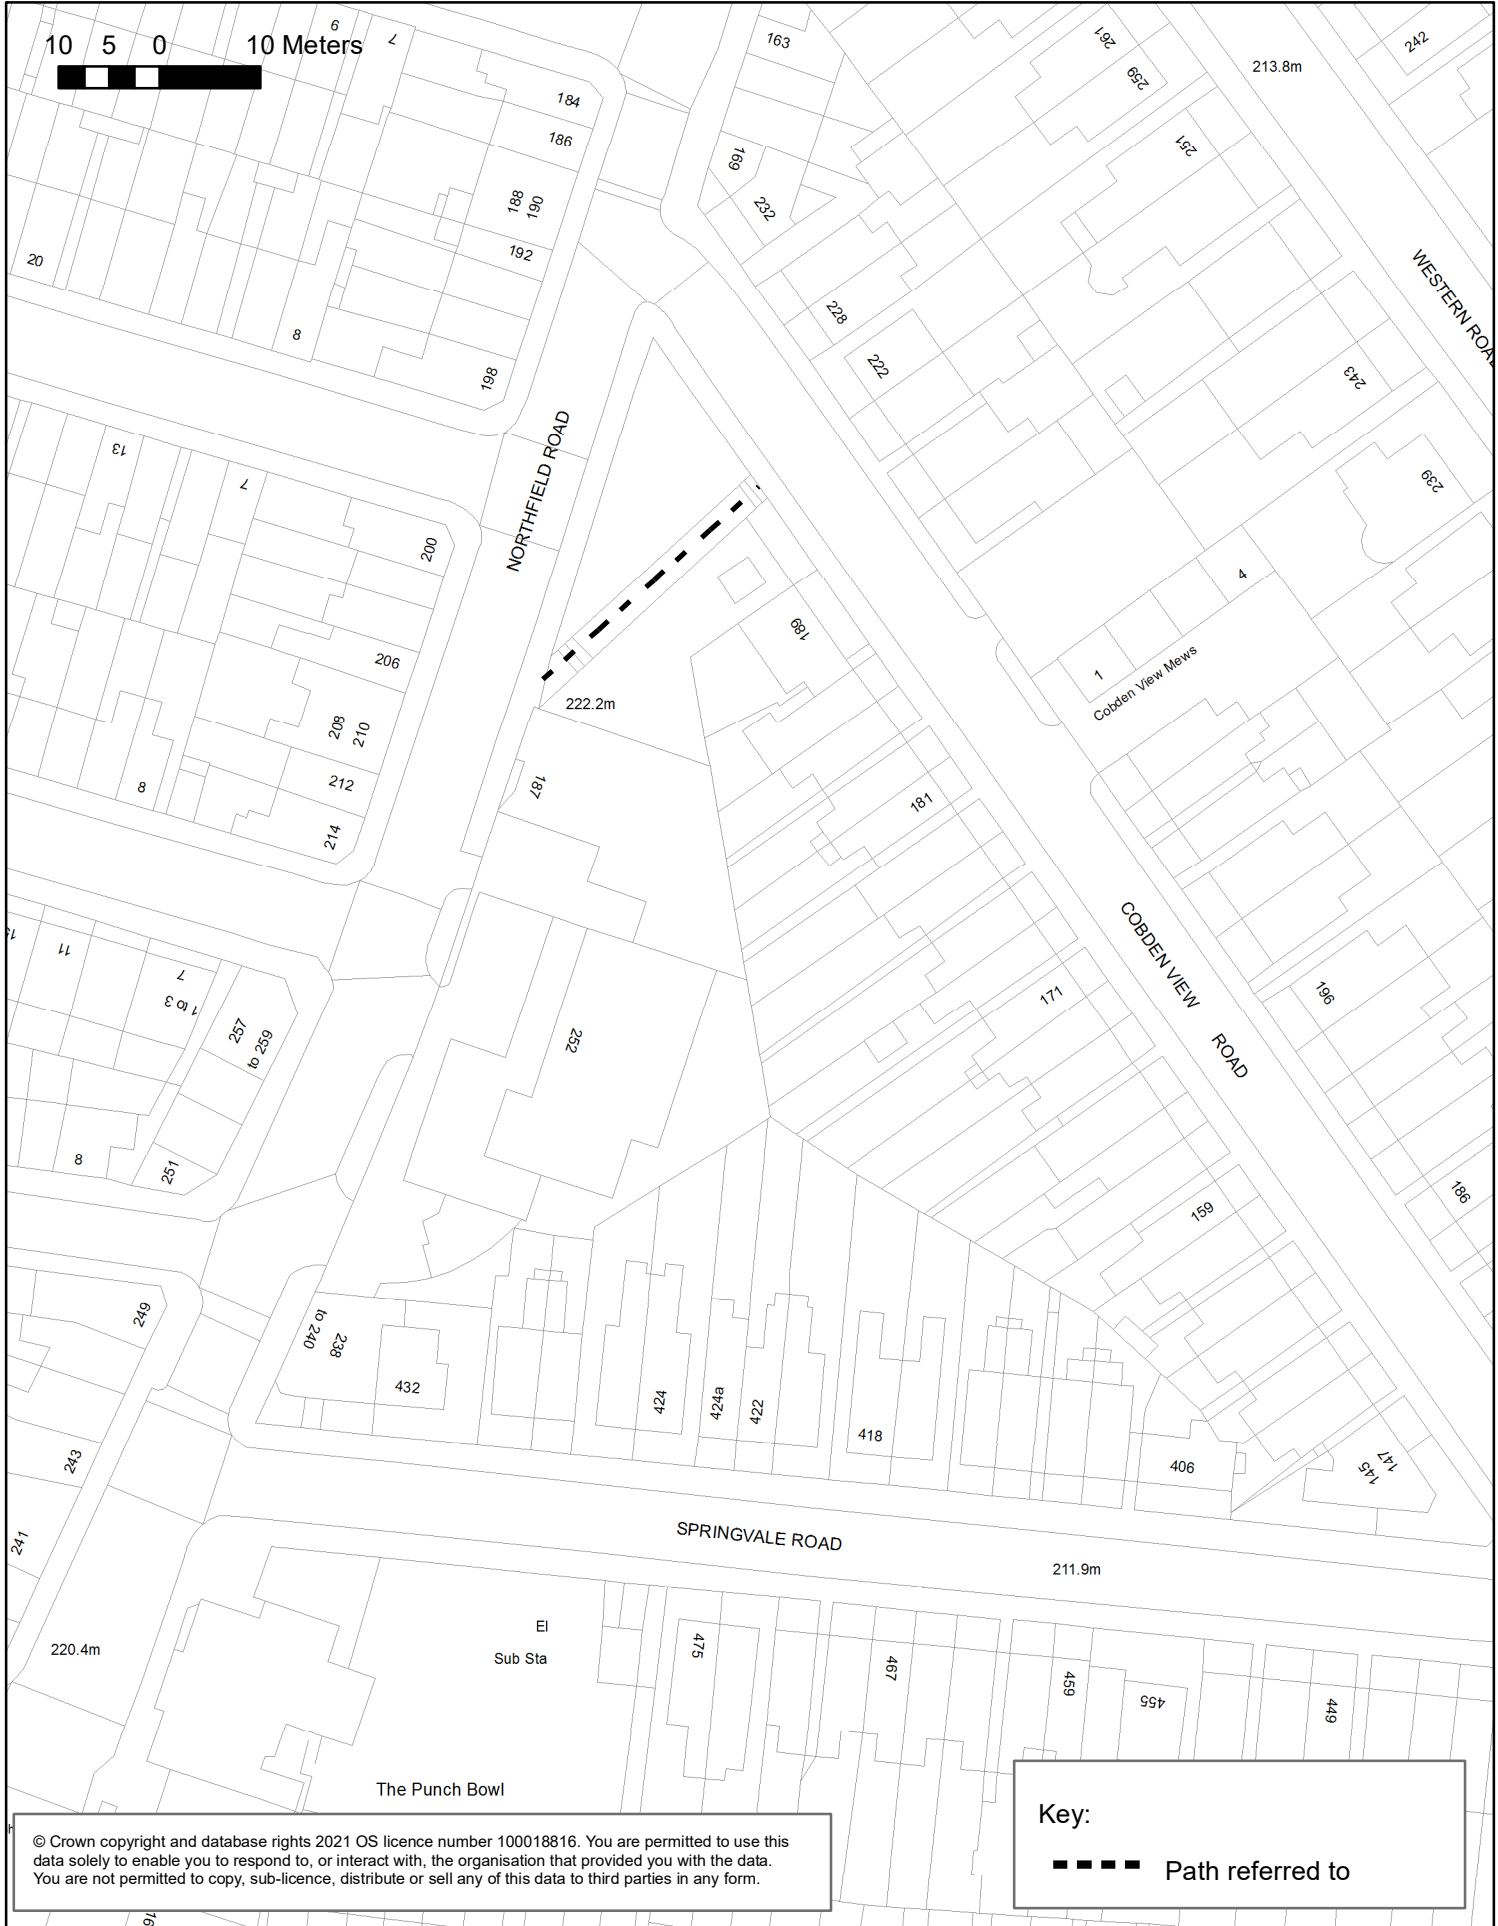 10 5 0 10 Meters
6
7
163
261
259
242
213.8m
184
186
251
169
188
190
232
192
20
WESTERN ROAD
228
8
222
198
243
NORTHFIELD ROAD
13
7
239
200
4
189
206
1
Cobden View Mews
222.2m
208
210
212
187
8
181
214
COBDEN VIEW ROAD
11
7
1 to 3
171
196
257
to 259
252
8
251
186
159
249
238
to 240
432
424
424a
422
418
406
147
145
243
SPRINGVALE ROAD
241
211.9m
220.4m
El
Sub Sta
475
467
459
455
449
The Punch Bowl
Key:
Path referred to
© Crown copyright and database rights 2021 OS licence number 100018816. You are permitted to use this
data solely to enable you to respond to, or interact with, the organisation that provided you with the data.
You are not permitted to copy, sub-licence, distribute or sell any of this data to third parties in any form.